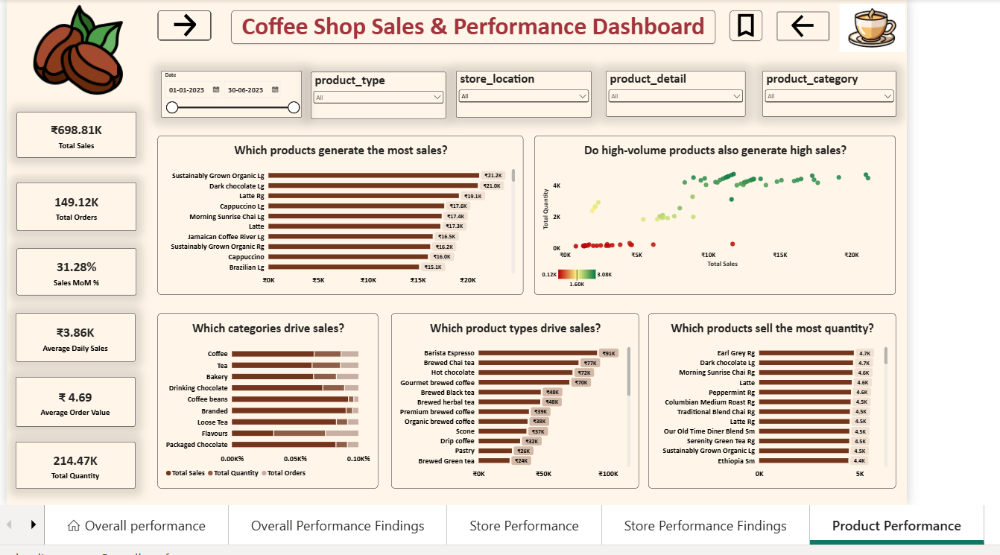 Coffee Shop Sales & Performance Dashboard
Date
01-01-2023
30-06-2023
product_type
All
store_location
All
product_detail
All
product_category
All
₹698.81K
Total Sales
149.12K
Total Orders
31.28%
Sales MoM %
₹3.86K
Average Daily Sales
₹ 4.69
Average Order Value
214.47K
Total Quantity
Which products generate the most sales?
Sustainably Grown Organic Lg ₹21.2K
Dark chocolate Lg ₹21.0K
Latte Rg ₹19.1K
Cappuccino Lg ₹17.6K
Morning Sunrise Chai Lg ₹17.4K
Latte ₹17.3K
Jamaican Coffee River Lg ₹16.5K
Sustainably Grown Organic Rg ₹16.2K
Cappuccino ₹16.0K
Brazilian Lg ₹15.1K
₹0K ₹5K ₹10K ₹15K ₹20K
Do high-volume products also generate high sales?
Total Quantity
4K
2K
0K
₹0K ₹5K ₹10K ₹15K ₹20K
Total Sales
0.12K 3.08K
1.60K
Which categories drive sales?
Coffee
Tea
Bakery
Drinking Chocolate
Coffee beans
Branded
Loose Tea
Flavours
Packaged Chocolate
0.00K% 0.05K% 0.10K%
Total Sales Total Quantity Total Orders
Which product types drive sales?
Barista Espresso ₹91K
Brewed Chai tea ₹77K
Hot chocolate ₹72K
Gourmet brewed coffee ₹70K
Brewed Black tea ₹48K
Brewed herbal tea ₹48K
Premium brewed coffee ₹39K
Organic brewed coffee ₹38K
Scone ₹37K
Drip coffee ₹32K
Pastry ₹26K
Brewed Green tea ₹24K
₹0K ₹50K ₹100K
Which products sell the most quantity?
Earl Grey Rg 4.7K
Dark chocolate Lg 4.7K
Morning Sunrise Chai Rg 4.6K
Latte 4.6K
Peppermint Rg 4.6K
Columbian Medium Roast Rg 4.5K
Traditional Blend Chai Rg 4.5K
Latte Rg 4.5K
Our Old Time Diner Blend Sm 4.5K
Serenity Green Tea Rg 4.5K
Sustainably Grown Organic Lg 4.5K
Ethiopia Sm 4.4K
0K 5K
Overall performance
Overall Performance Findings
Store Performance
Store Performance Findings
Product Performance